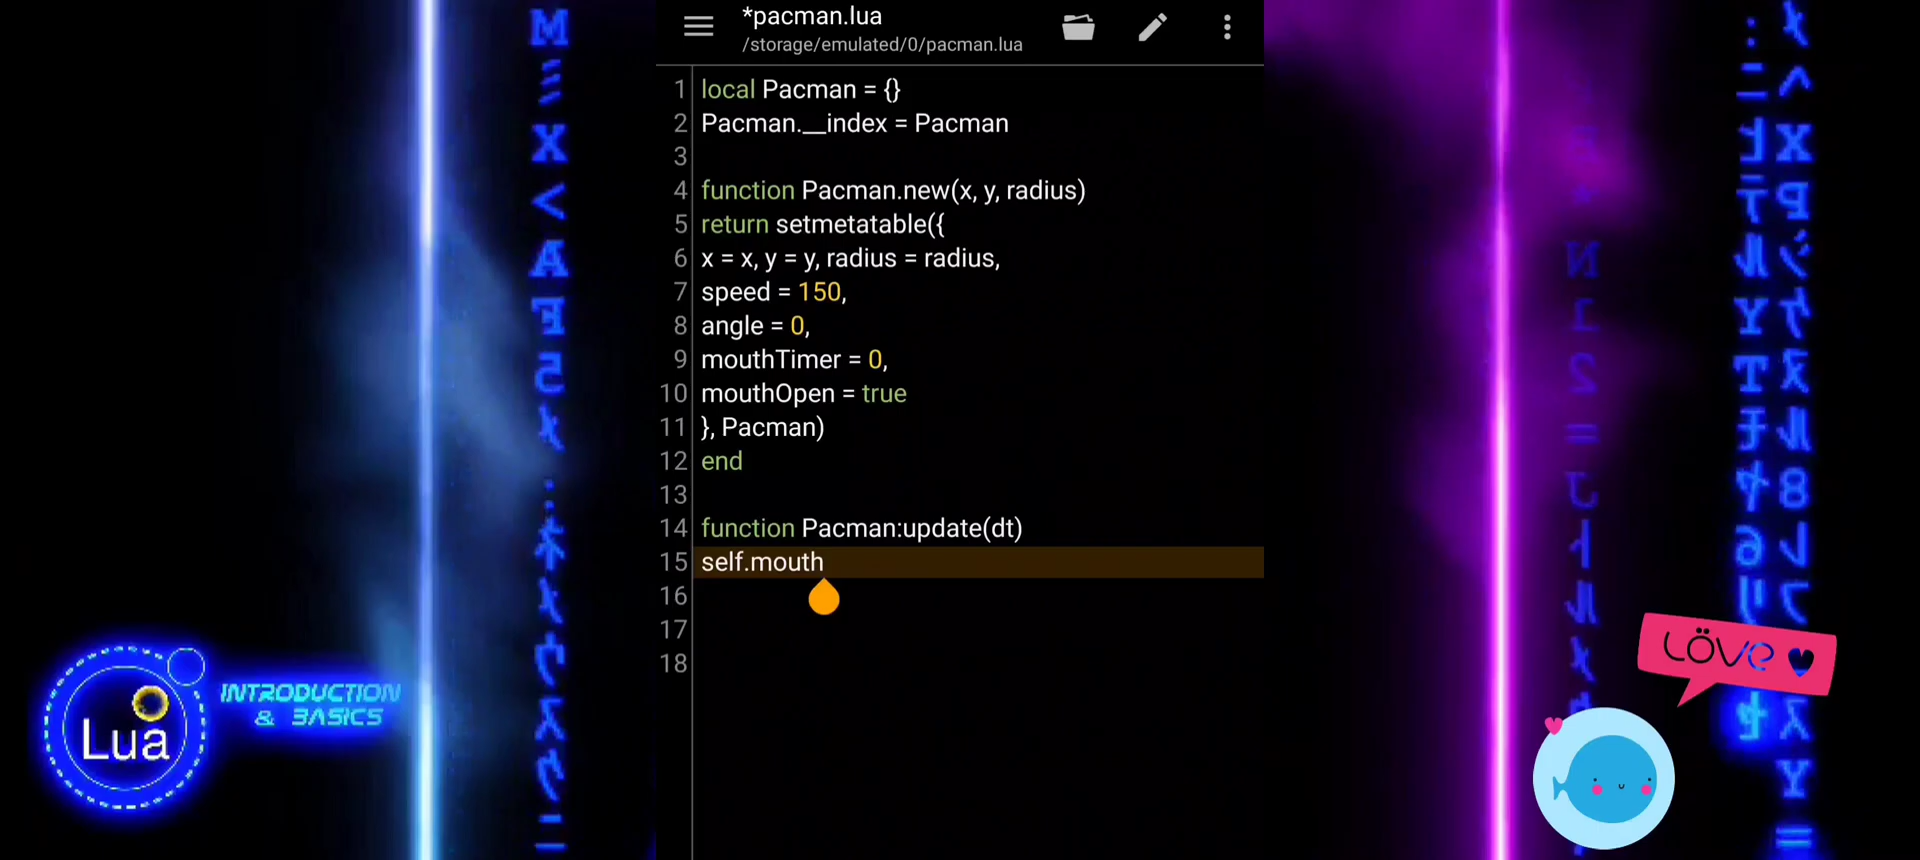 *pacman.lua
/storage/emulated/0/pacman.lua
1 local Pacman = {}
2 Pacman.__index = Pacman
3
4 function Pacman.new(x, y, radius)
5 return setmetatable({
6 x = x, y = y, radius = radius,
7 speed = 150,
8 angle = 0,
9 mouthTimer = 0,
10 mouthOpen = true
11 }, Pacman)
12 end
13
14 function Pacman:update(dt)
15 self.mouth
16
17
18
Lua
INTRODUCTION
& BASICS
LÖVE